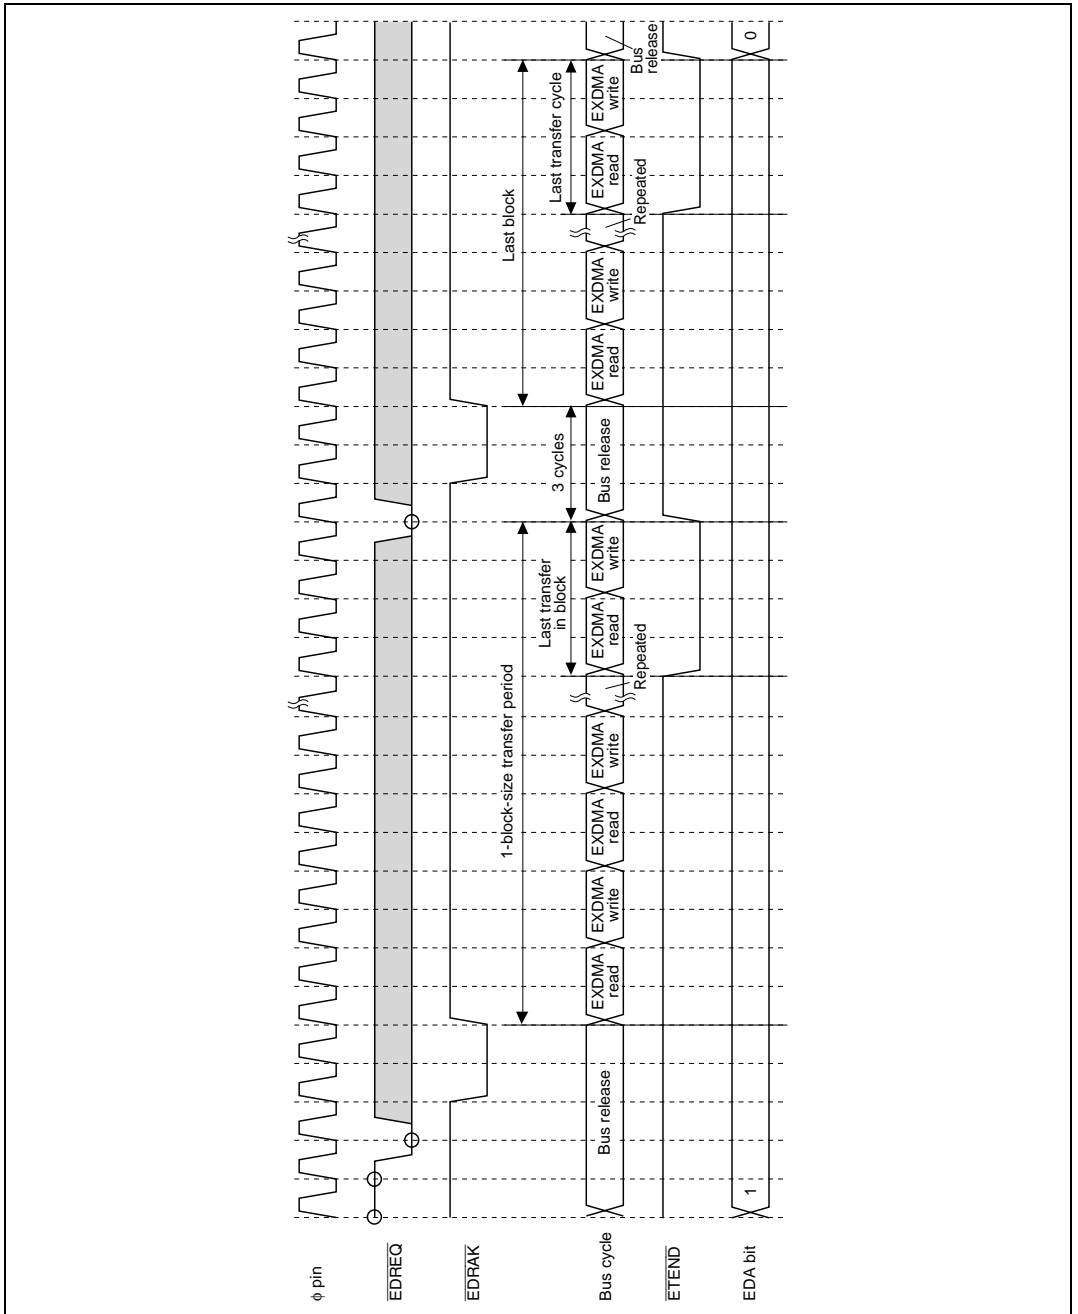 φ pin
EDREQ
EDRAK
1-block-size transfer period
Last transfer
in block
3 cycles
Last block
Last transfer cycle
Bus cycle
Bus release
EXDMA
read
EXDMA
write
EXDMA
read
EXDMA
write
Repeated
EXDMA
read
EXDMA
write
Bus release
EXDMA
read
EXDMA
write
Repeated
EXDMA
read
EXDMA
write
Bus
release
ETEND
EDA bit
1
0